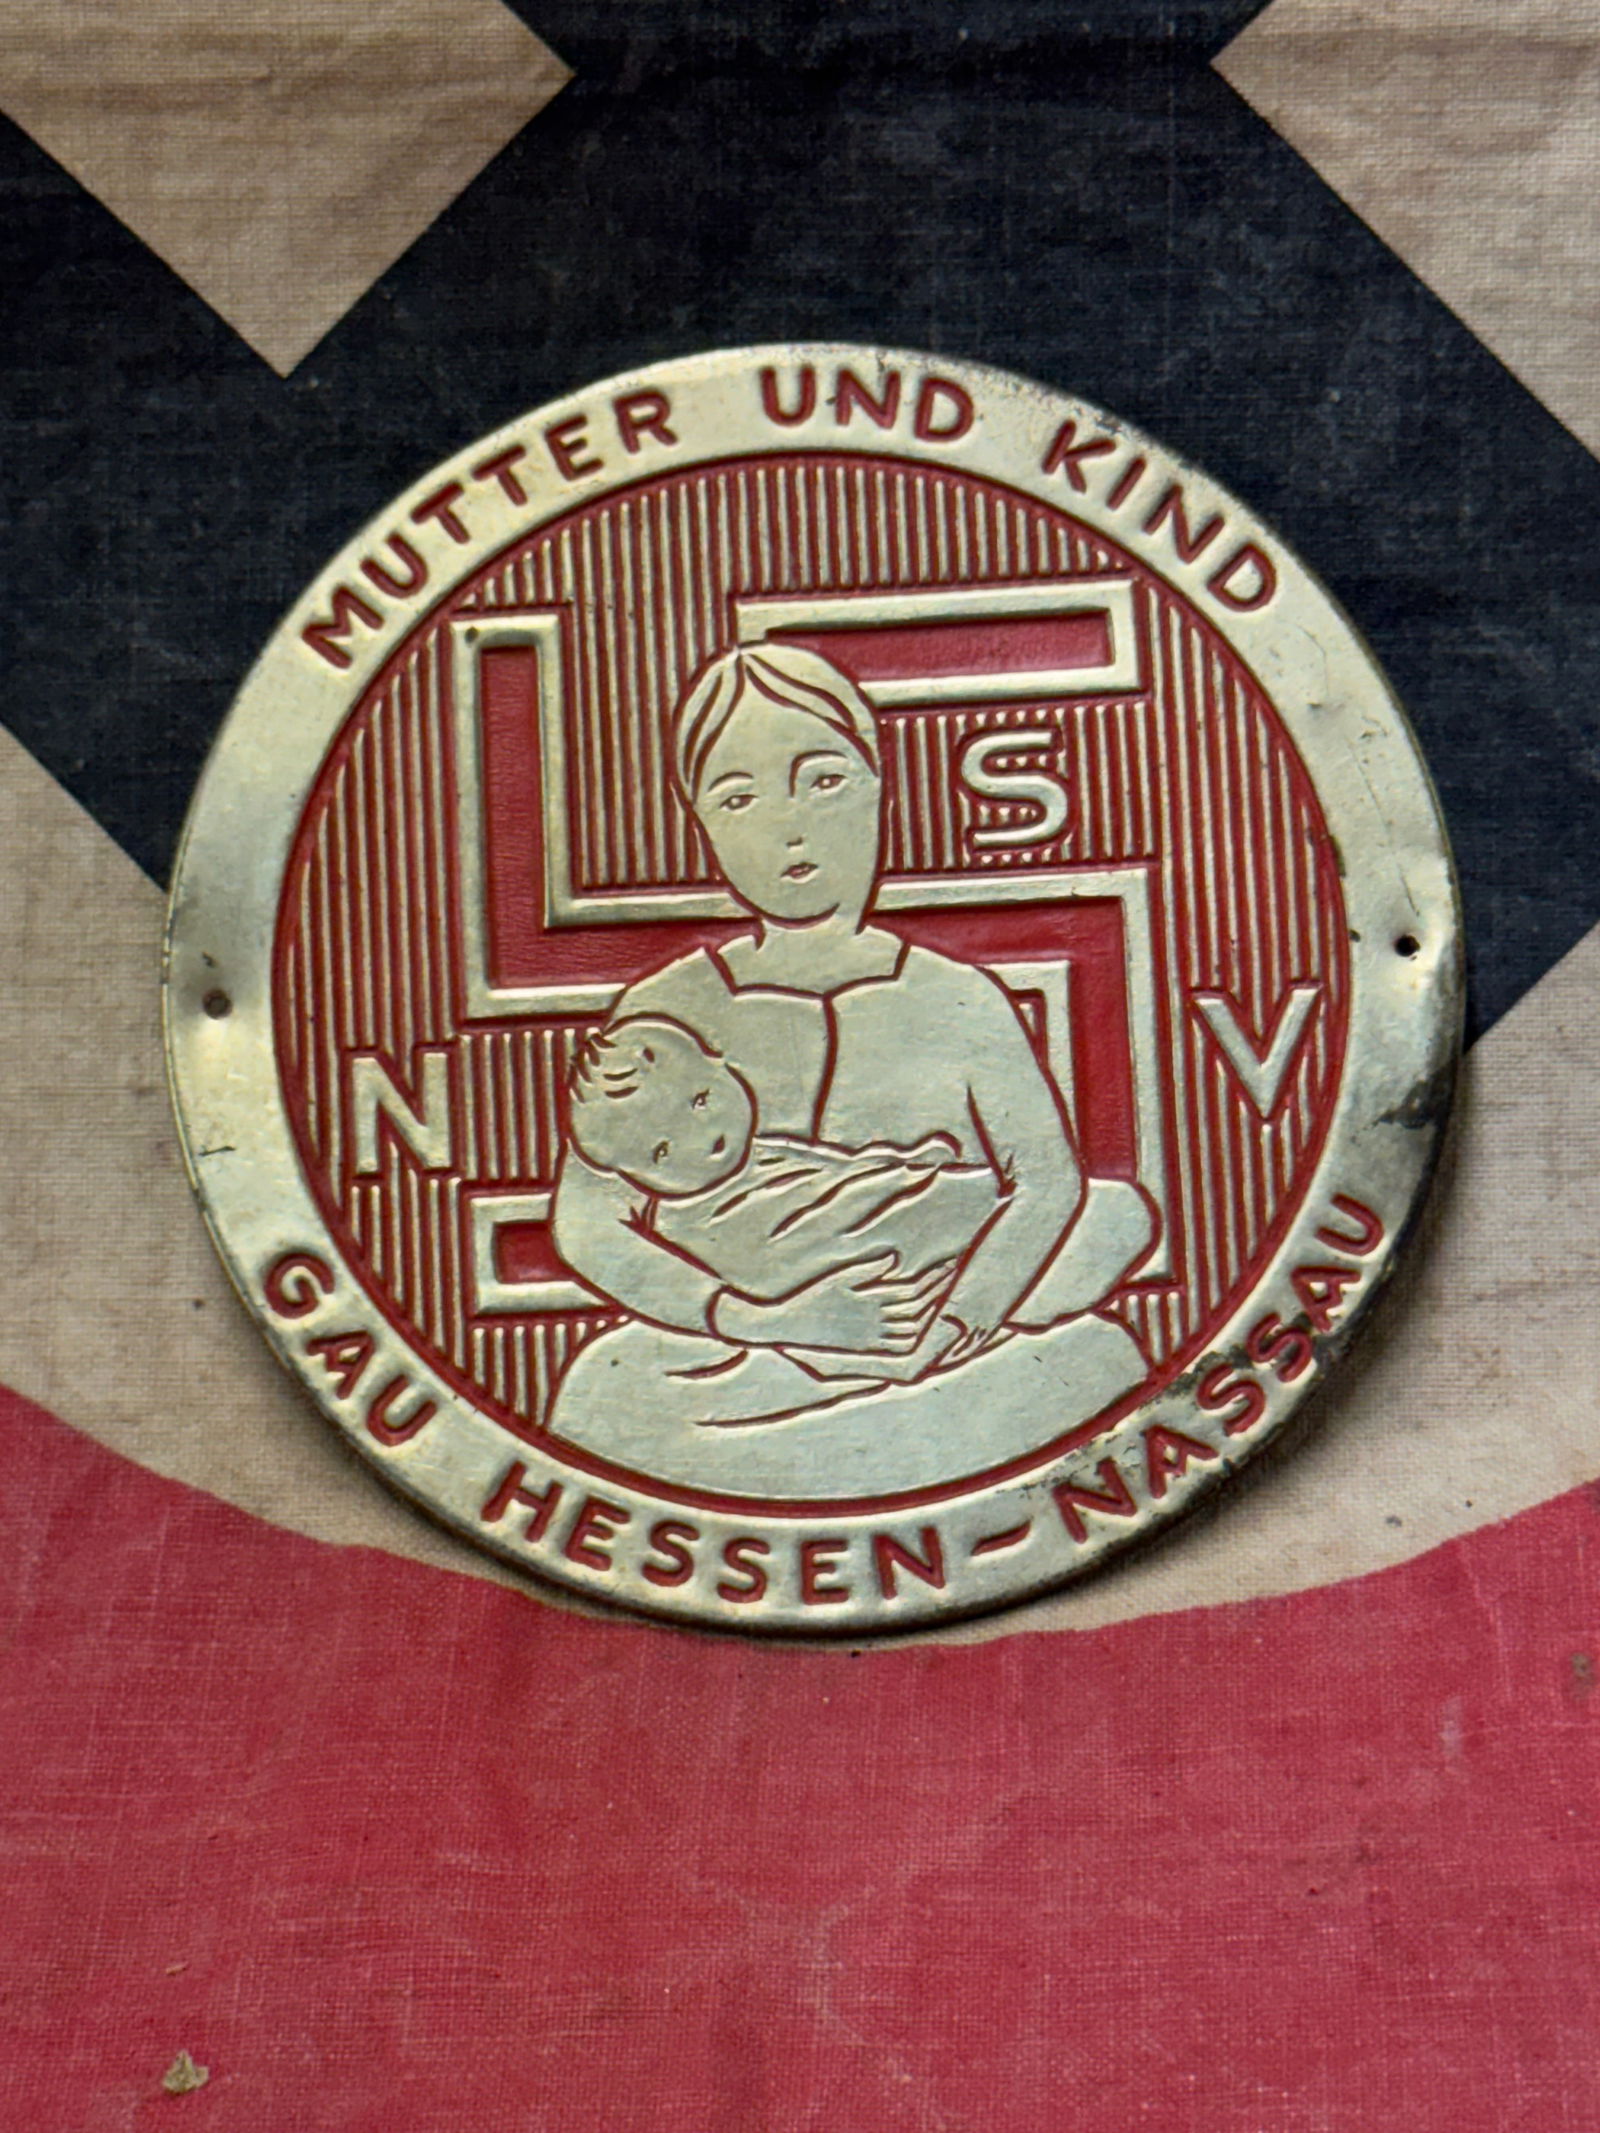 MUTTER UND KIND
N S V
GAU HESSEN-NASSAU